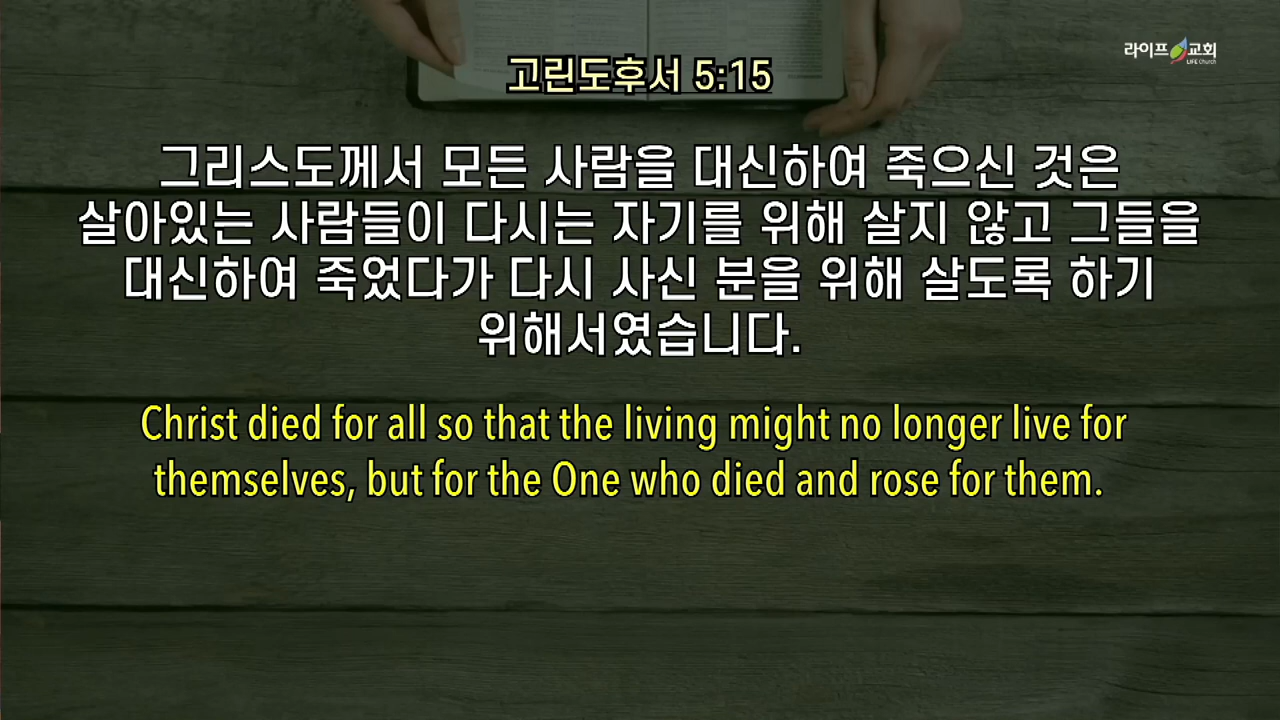 라이프 교회
LIFE Church
고린도후서 5:15
그리스도께서 모든 사람을 대신하여 죽으신 것은
살아있는 사람들이 다시는 자기를 위해 살지 않고 그들을
대신하여 죽었다가 다시 사신 분을 위해 살도록 하기
위해서였습니다.
Christ died for all so that the living might no longer live for
themselves, but for the One who died and rose for them.